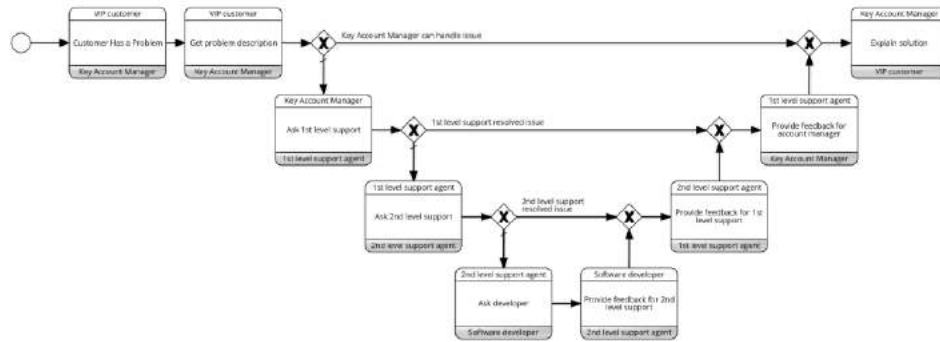 VIP customer
Customer Has a Problem
Key Account Manager
VIP customer
Get problem description
Key Account Manager
Key Account Manager can handle issue
Key Account Manager
Explain solution
VIP customer
Key Account Manager
Ask 1st level support
1st level support agent
1st level support resolved issue
1st level support agent
Provide feedback for
account manager
Key Account Manager
1st level support agent
Ask 2nd level support
2nd level support agent
2nd level support
resolved issue
2nd level support agent
Provide feedback for 1st
level support
1st level support agent
2nd level support agent
Ask developer
Software developer
Software developer
Provide feedback for 2nd
level support
2nd level support agent